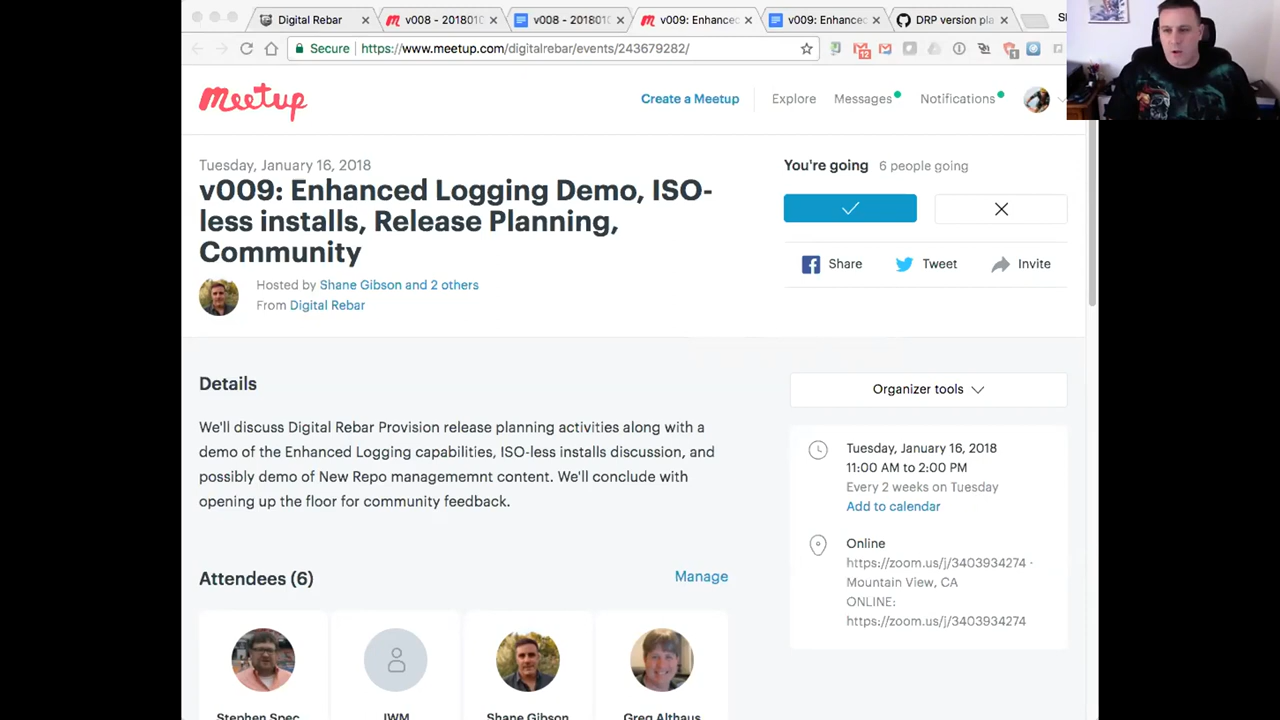 Digital Rebar
v008 - 201801
v008 - 201801
v009: Enhanced
v009: Enhanced
DRP version pla
Secure
https://www.meetup.com/digitalrebar/events/243679282/
Meetup
Create a Meetup
Explore
Messages
Notifications
Tuesday, January 16, 2018
v009: Enhanced Logging Demo, ISO-
less installs, Release Planning,
Community
Hosted by Shane Gibson and 2 others
From Digital Rebar
You're going 6 people going
Share
Tweet
Invite
Details
We'll discuss Digital Rebar Provision release planning activities along with a
demo of the Enhanced Logging capabilities, ISO-less installs discussion, and
possibly demo of New Repo managememnt content. We'll conclude with
opening up the floor for community feedback.
Organizer tools
Tuesday, January 16, 2018
11:00 AM to 2:00 PM
Every 2 weeks on Tuesday
Add to calendar
Online
https://zoom.us/j/3403934274 ·
Mountain View, CA
ONLINE:
https://zoom.us/j/3403934274
Attendees (6)
Manage
Stephen Spec
IWM
Shane Gibson
Greg Althaus